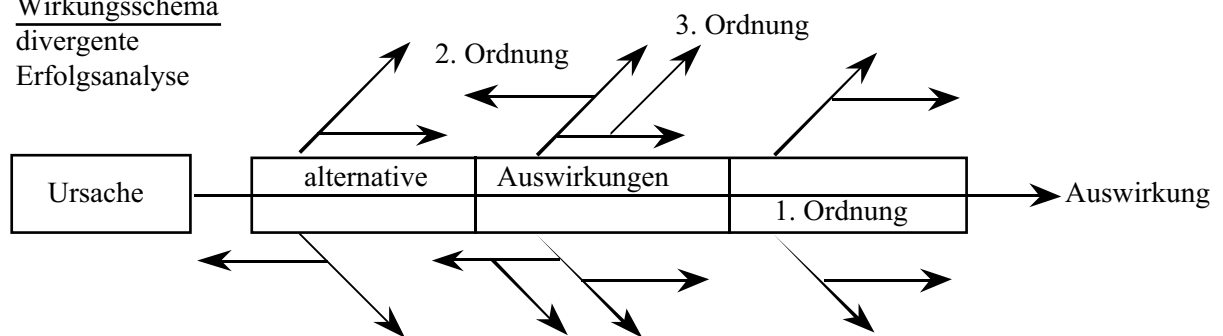 Wirkungsschema
divergente
Erfolgsanalyse
3. Ordnung
2. Ordnung
Ursache
alternative
Auswirkungen
1. Ordnung
Auswirkung